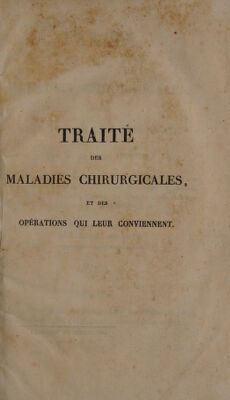 TRAITÉ
DES
MALADIES CHIRURGICALES,
ET DES
OPÉRATIONS QUI LEUR CONVIENNENT.